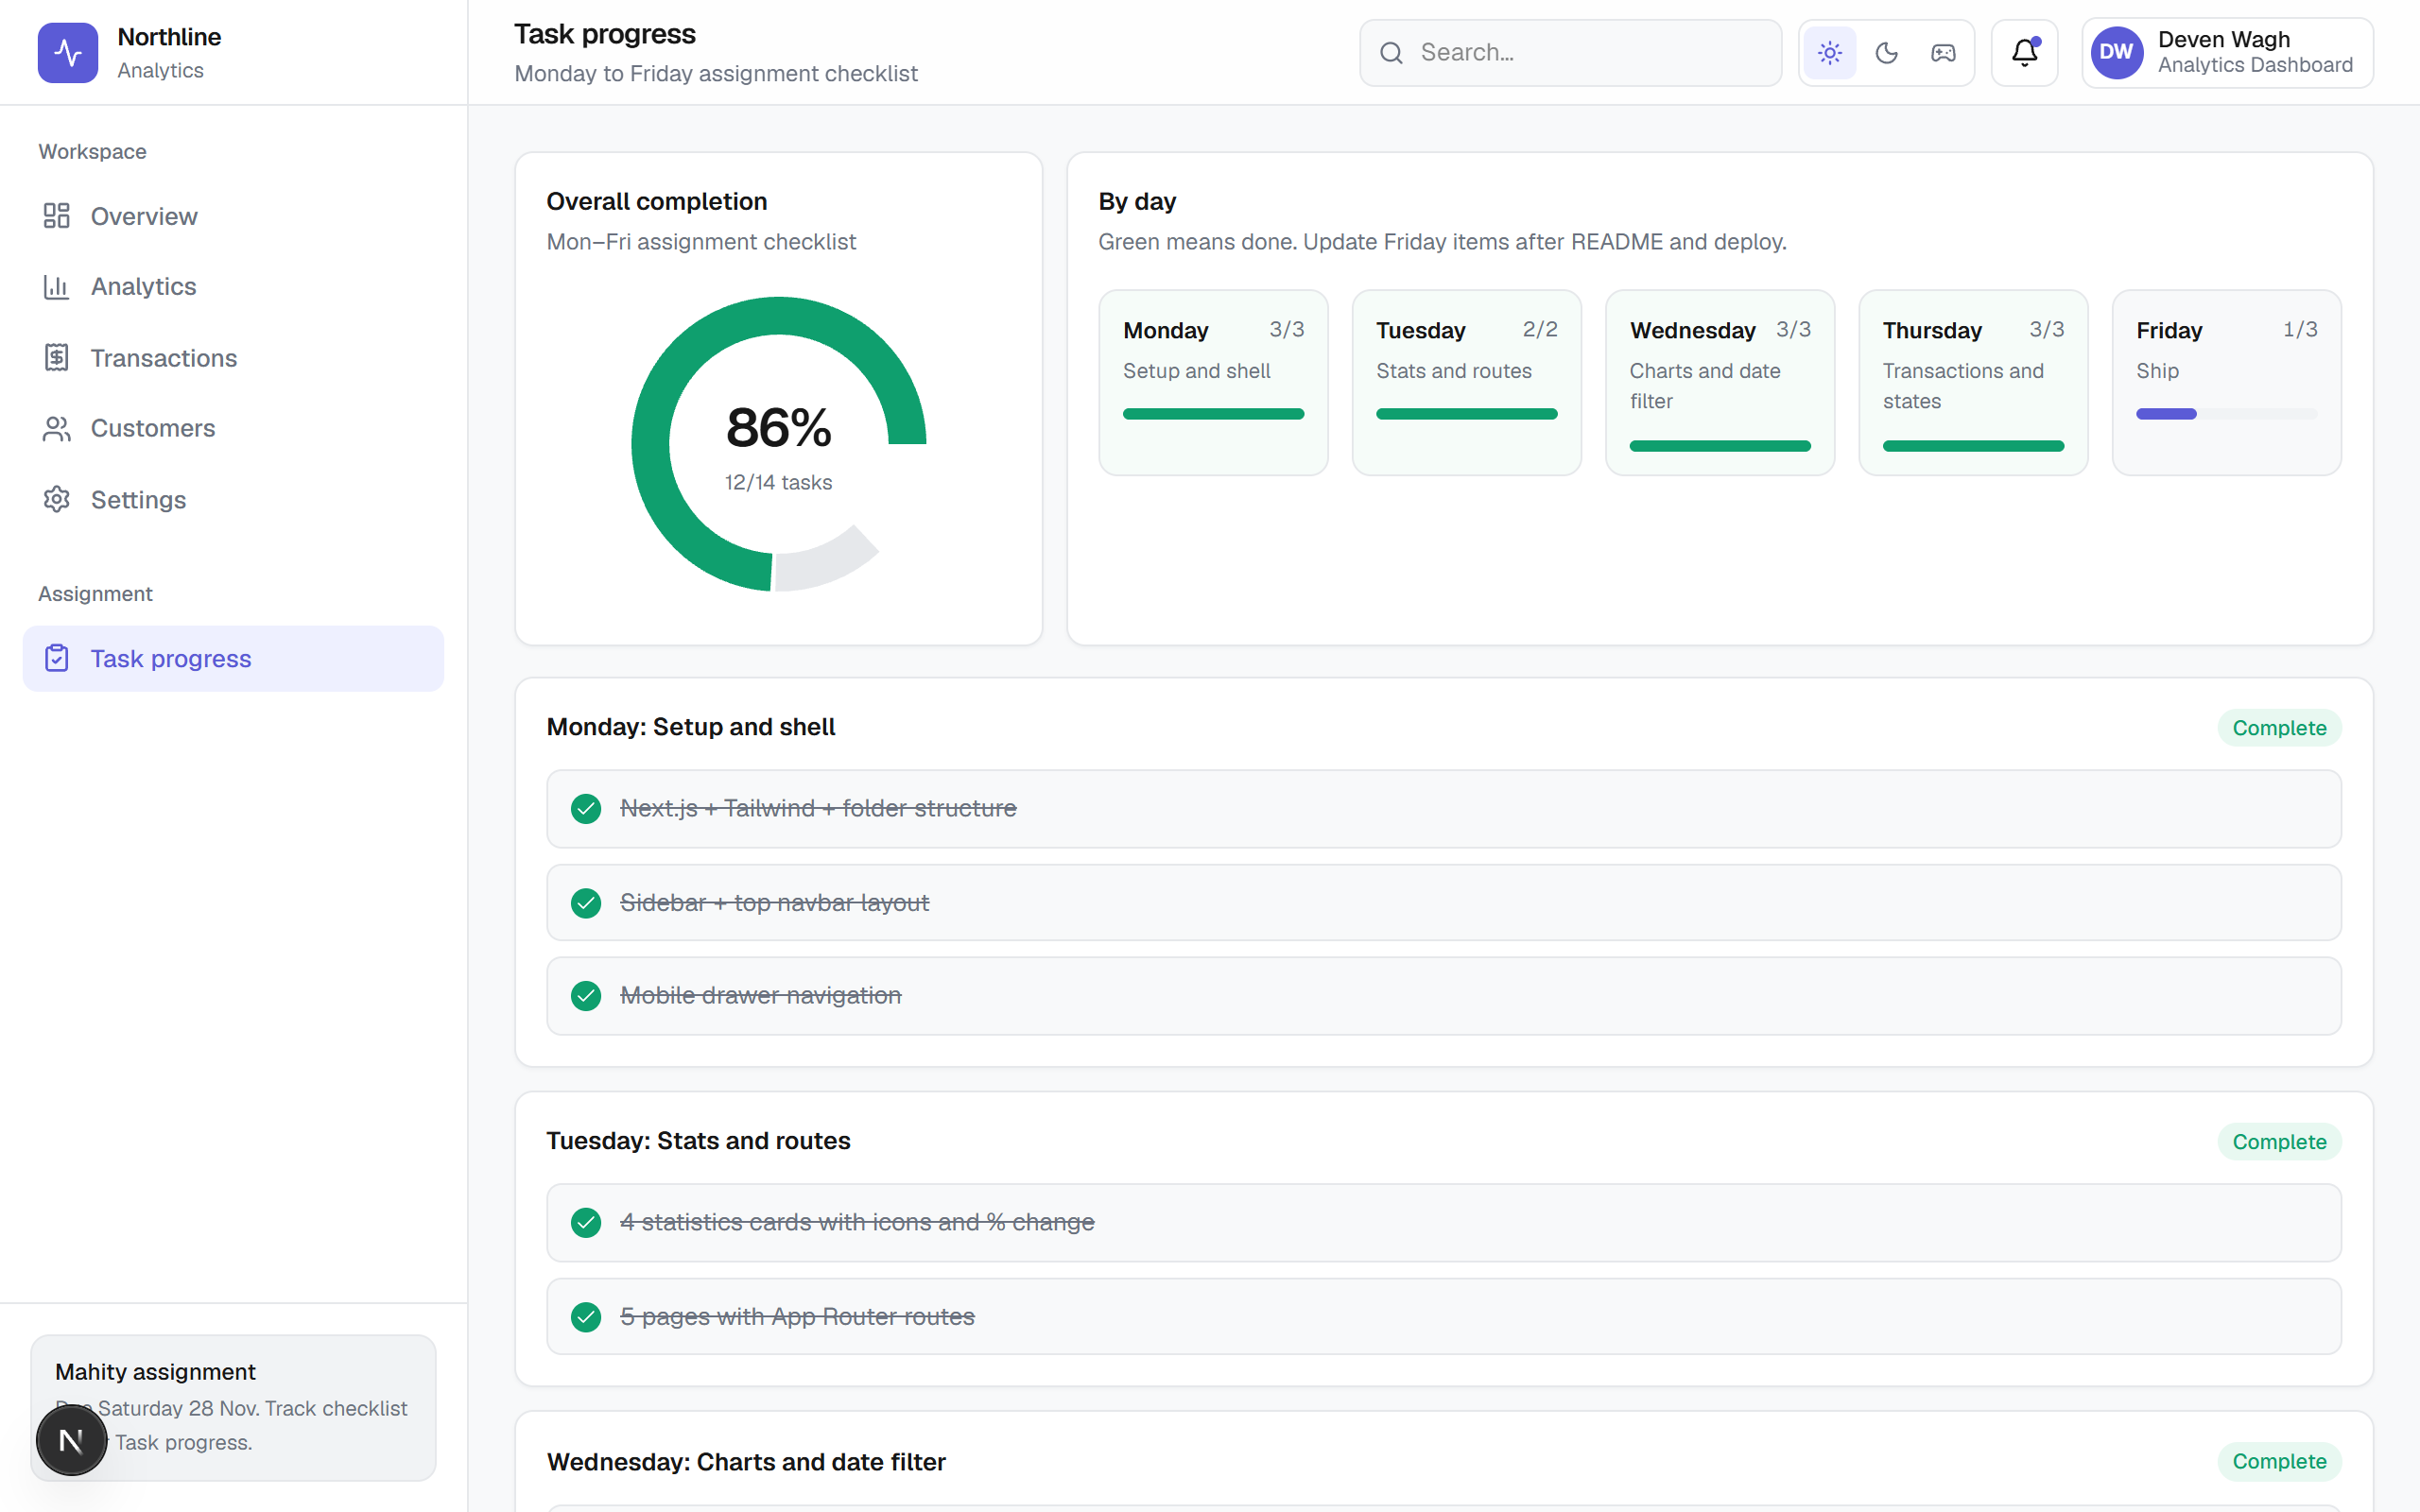 Northline
Analytics
Task progress
Monday to Friday assignment checklist
Search...
DW
Deven Wagh
Analytics Dashboard
Workspace
Overview
Analytics
Transactions
Customers
Settings
Assignment
Task progress
Overall completion
Mon–Fri assignment checklist
86%
12/14 tasks
By day
Green means done. Update Friday items after README and deploy.
Monday 3/3
Setup and shell
Tuesday 2/2
Stats and routes
Wednesday 3/3
Charts and date
filter
Thursday 3/3
Transactions and
states
Friday 1/3
Ship
Monday: Setup and shell
Complete
Next.js + Tailwind + folder structure
Sidebar + top navbar layout
Mobile drawer navigation
Tuesday: Stats and routes
Complete
4 statistics cards with icons and % change
5 pages with App Router routes
Wednesday: Charts and date filter
Complete
Mahity assignment
Saturday 28 Nov. Track checklist
Task progress.
N